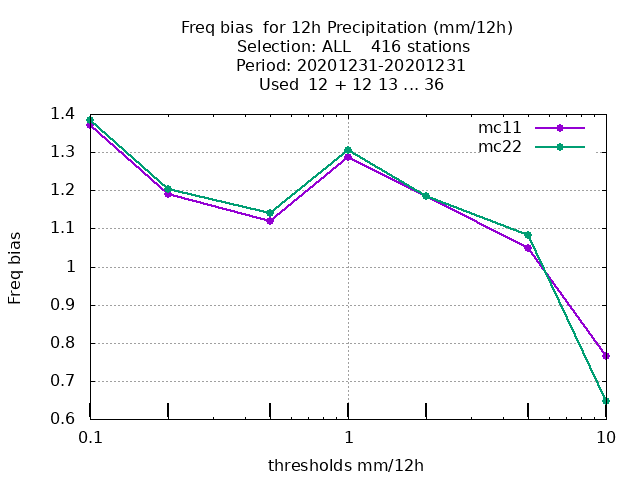 Freq bias  for 12h Precipitation (mm/12h)
Selection: ALL    416 stations
Period: 20201231-20201231
Used  12 + 12 13 ... 36
mc11
mc22
1.4
1.3
1.2
1.1
1
0.9
0.8
0.7
0.6
Freq bias
0.1
1
10
thresholds mm/12h